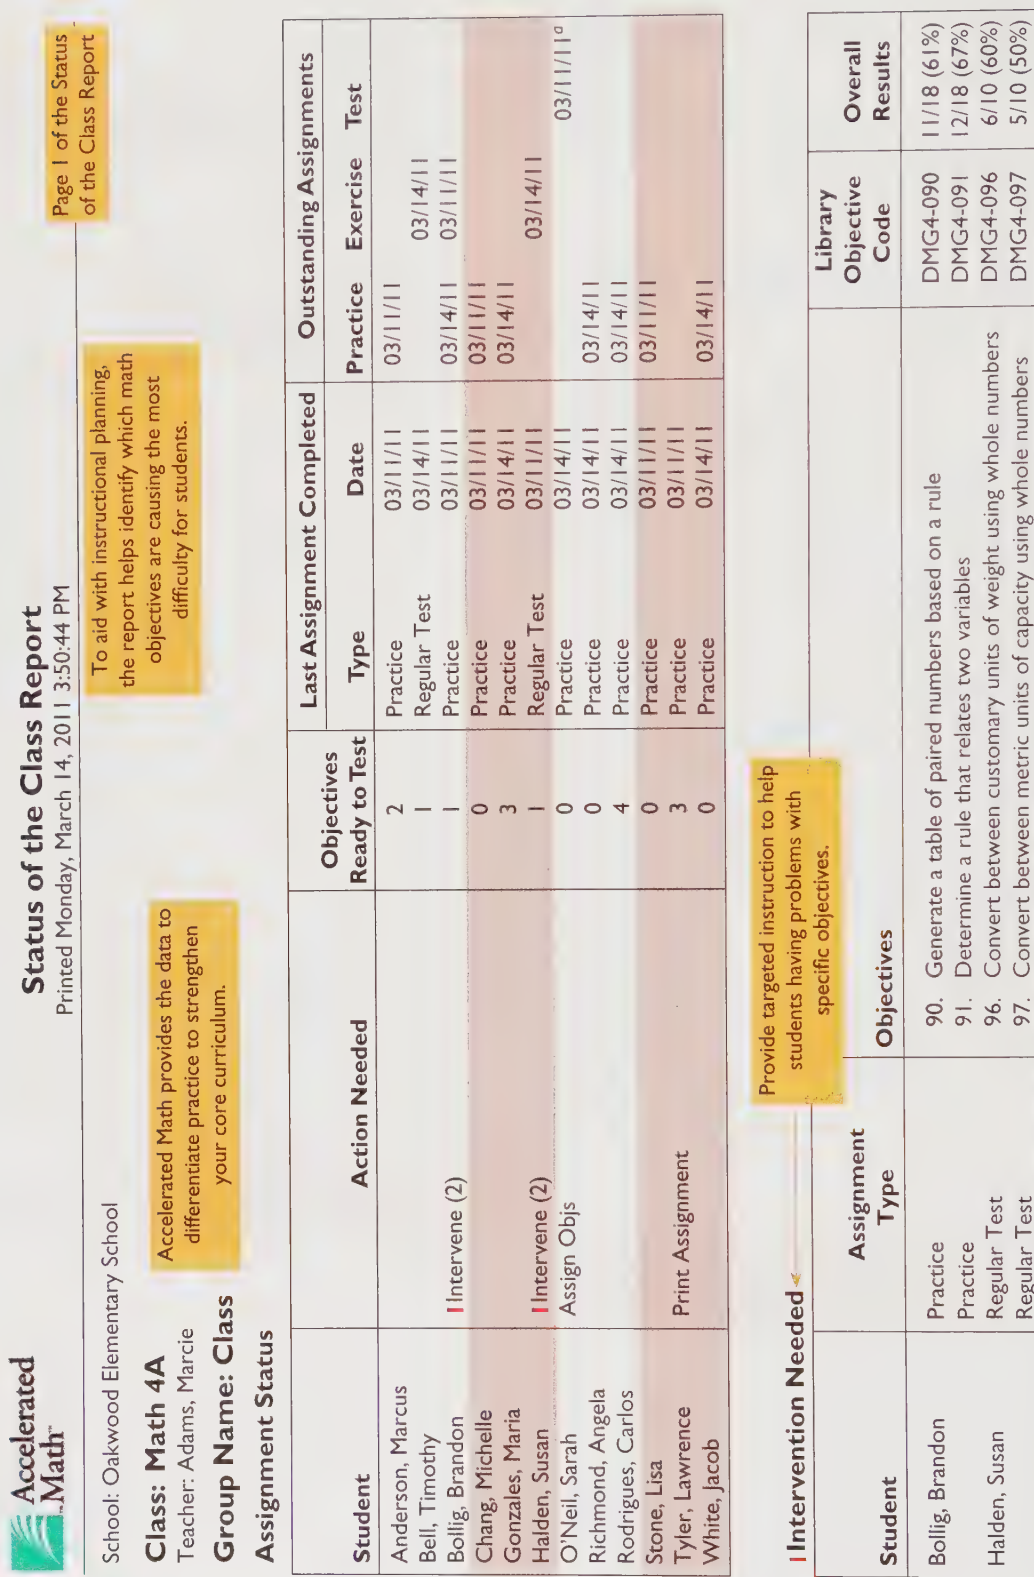 Accelerated
Math™
Status of the Class Report
Printed Monday, March 14, 2011 3:50:44 PM
Page 1 of the Status
of the Class Report
School: Oakwood Elementary School
Class: Math 4A
Teacher: Adams, Marcie
Group Name: Class
Accelerated Math provides the data to
differentiate practice to strengthen
your core curriculum.
To aid with instructional planning,
the report helps identify which math
objectives are causing the most
difficulty for students.
Assignment Status
Student Action Needed Objectives Ready to Test Last Assignment Completed Outstanding Assignments
Type Date Practice Exercise Test
Anderson, Marcus 2 Practice 03/11/11 03/11/11
Bell, Timothy 1 Regular Test 03/14/11 03/14/11
Bollig, Brandon Intervene (2) 1 Practice 03/11/11 03/14/11 03/11/11
Chang, Michelle 0 Practice 03/11/11 03/11/11
Gonzales, Maria 3 Practice 03/14/11 03/14/11
Halden, Susan Intervene (2) 1 Regular Test 03/11/11 03/14/11
O'Neil, Sarah Assign Objs 0 Practice 03/14/11 03/11/11a
Richmond, Angela 0 Practice 03/14/11 03/14/11
Rodrigues, Carlos 4 Practice 03/14/11 03/14/11
Stone, Lisa 0 Practice 03/11/11 03/11/11
Tyler, Lawrence Print Assignment 3 Practice 03/11/11
White, Jacob 0 Practice 03/14/11 03/14/11
Intervention Needed
Provide targeted instruction to help
students having problems with
specific objectives.
Student Assignment Type Objectives Library Objective Code Overall Results
Bollig, Brandon Practice 90. Generate a table of paired numbers based on a rule DMG4-090 11/18 (61%)
Practice 91. Determine a rule that relates two variables DMG4-091 12/18 (67%)
Halden, Susan Regular Test 96. Convert between customary units of weight using whole numbers DMG4-096 6/10 (60%)
Regular Test 97. Convert between metric units of capacity using whole numbers DMG4-097 5/10 (50%)